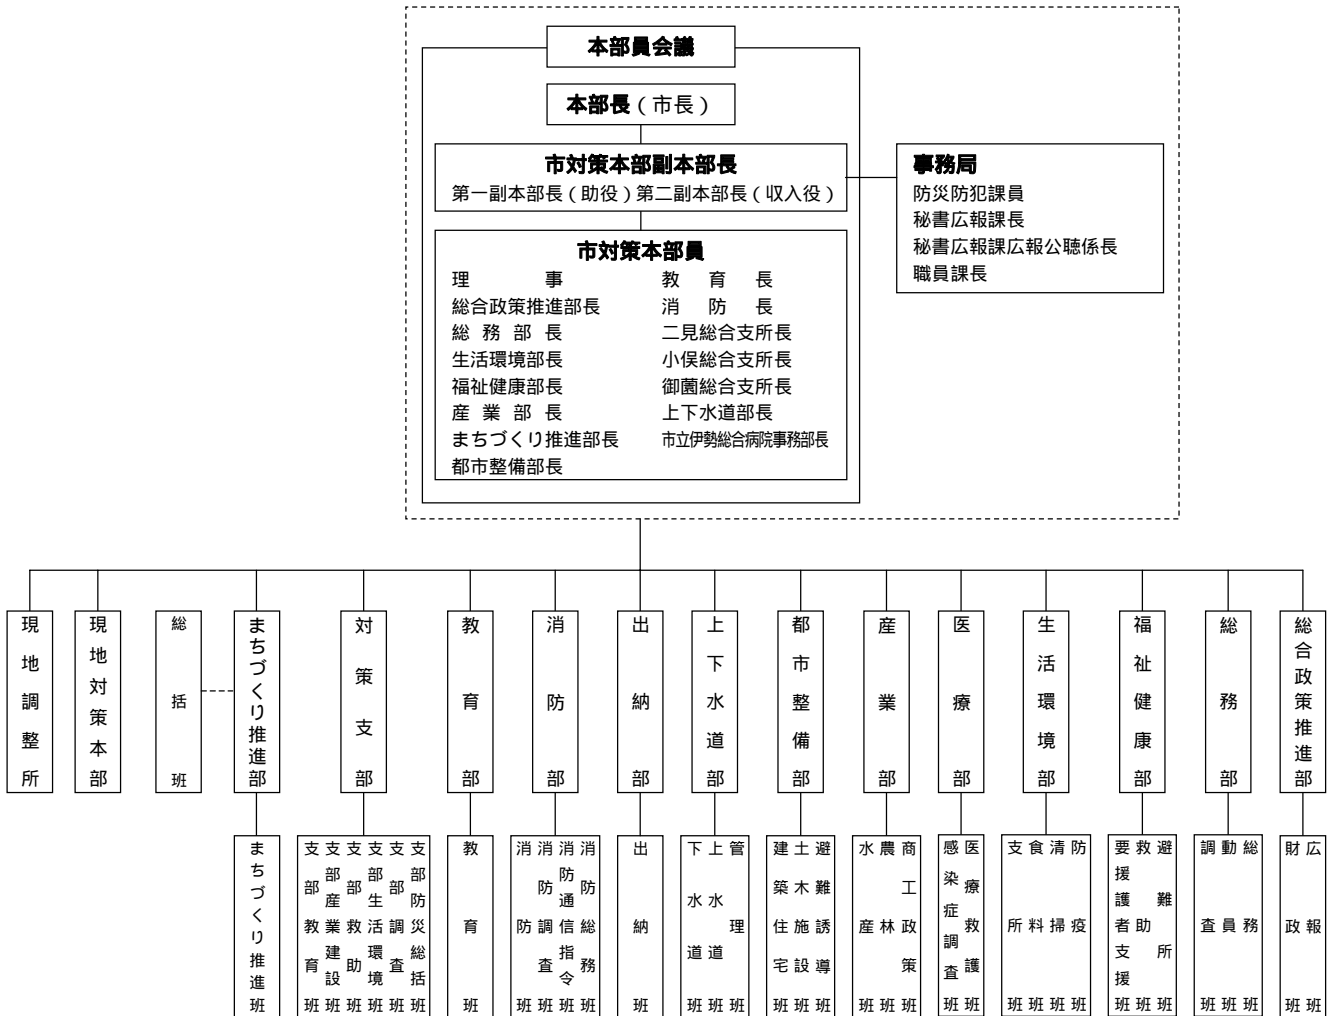 本部員会議
本部長（市長）
市対策本部副本部長
第一副本部長（助役）第二副本部長（収入役）
事務局
防災防犯課員
秘書広報課長
秘書広報課広報公聴係長
職員課長
市対策本部員
理事
総合政策推進部長
総務部長
生活環境部長
福祉健康部長
産業部長
まちづくり推進部長
都市整備部長
教育長
消防長
二見総合支所長
小俣総合支所長
御薗総合支所長
上下水道部長
市立伊勢総合病院事務部長
総合政策推進部
総務部
福祉健康部
生活環境部
医療部
産業部
都市整備部
上下水道部
出納部
消防部
教育部
対策支部
まちづくり推進部
総括班
現地対策本部
現地調整所
広報班
財政班
総務班
動員班
調査班
避難所班
救助班
要援護者支援班
防疫班
清掃班
食料班
支所班
医療救護班
感染症調査班
商工政策班
農林班
水産班
避難誘導班
土木施設班
建築住宅班
管理班
上水道班
下水道班
出納班
消防総務班
消防通信指令班
消防調査班
消防班
教育班
支部防災総括班
支部調査班
支部生活環境班
支部救助班
支部産業建設班
支部教育班
まちづくり推進班